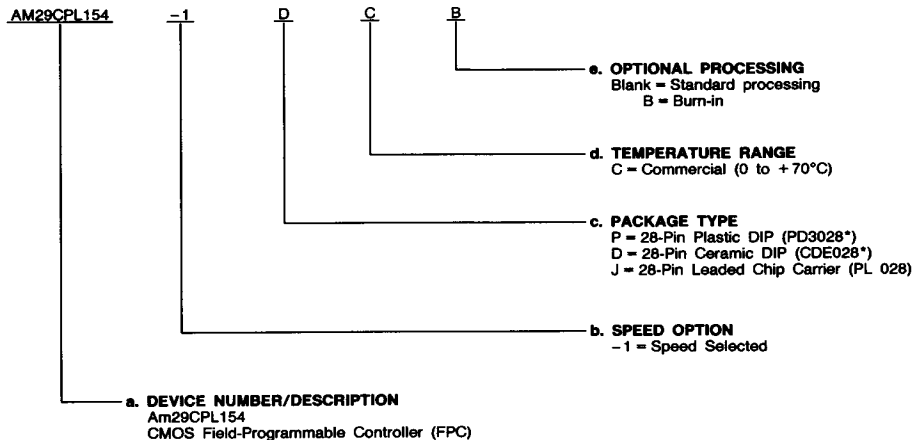 AM29CPL154 -1 D C B
e. OPTIONAL PROCESSING
Blank = Standard processing
B = Burn-in
d. TEMPERATURE RANGE
C = Commercial (0 to +70°C)
c. PACKAGE TYPE
P = 28-Pin Plastic DIP (PD3028*)
D = 28-Pin Ceramic DIP (CDE028*)
J = 28-Pin Leaded Chip Carrier (PL 028)
b. SPEED OPTION
-1 = Speed Selected
a. DEVICE NUMBER/DESCRIPTION
Am29CPL154
CMOS Field-Programmable Controller (FPC)